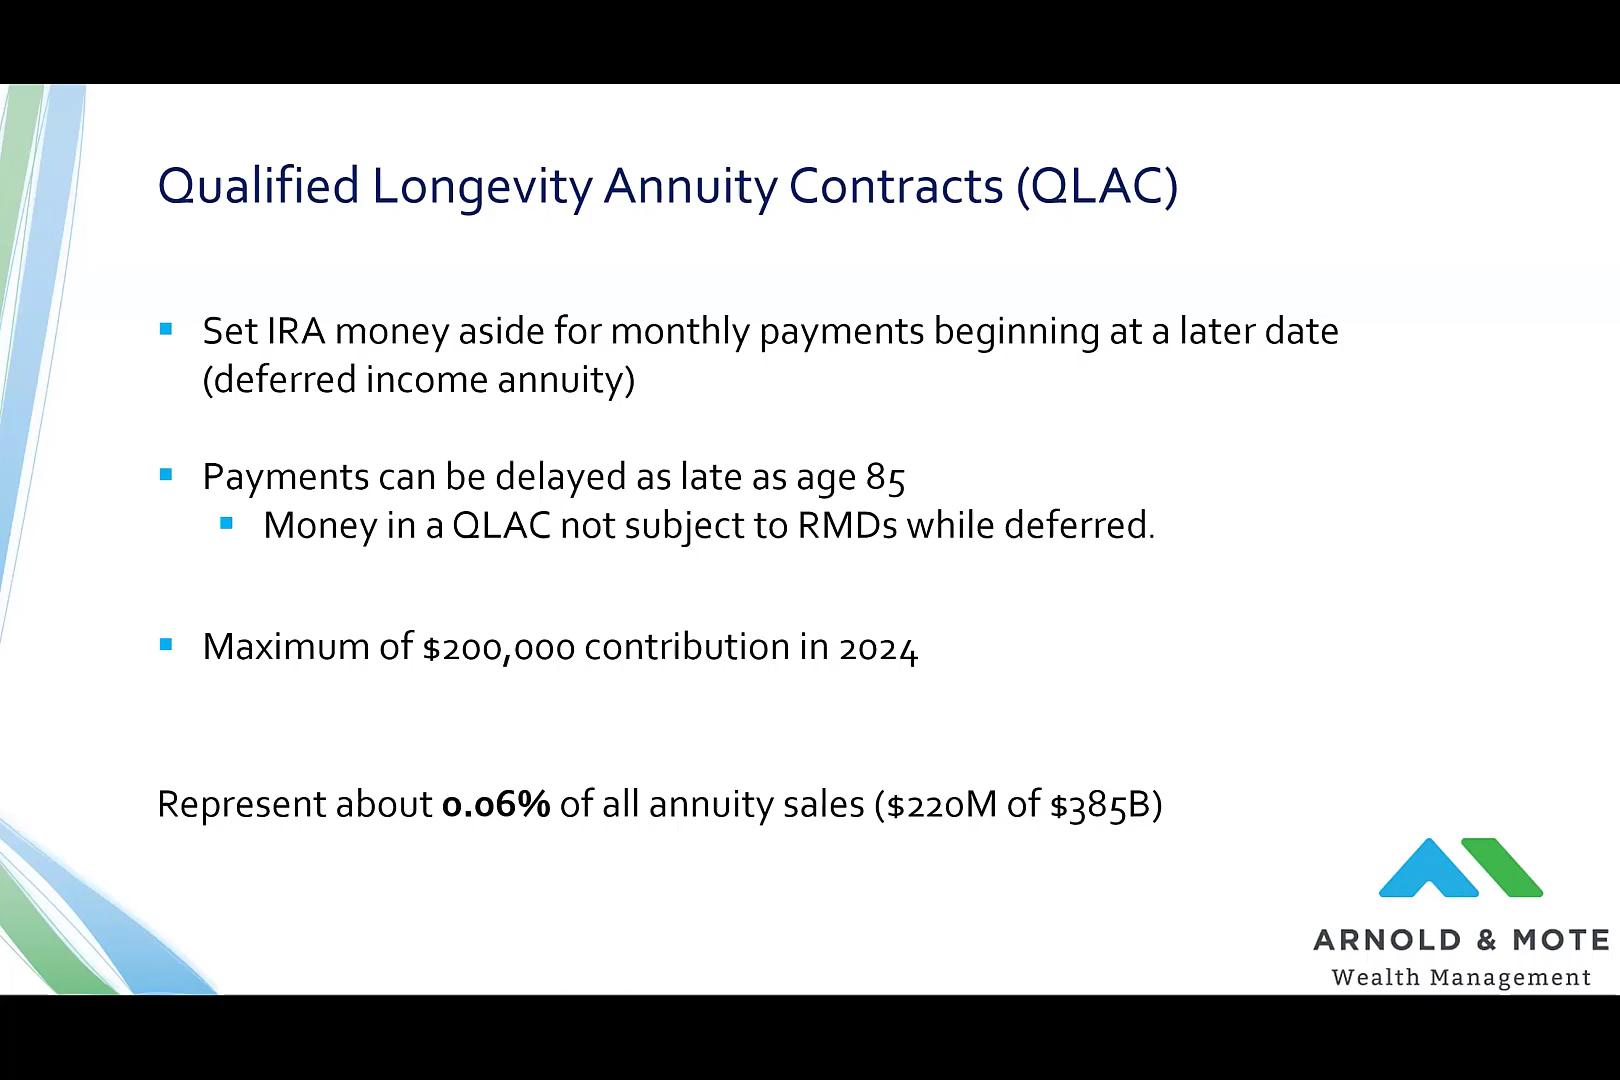 Qualified Longevity Annuity Contracts (QLAC)
Set IRA money aside for monthly payments beginning at a later date
(deferred income annuity)
Payments can be delayed as late as age 85
Money in a QLAC not subject to RMDs while deferred.
Maximum of $200,000 contribution in 2024
Represent about 0.06% of all annuity sales ($220M of $385B)
ARNOLD & MOTE
Wealth Management